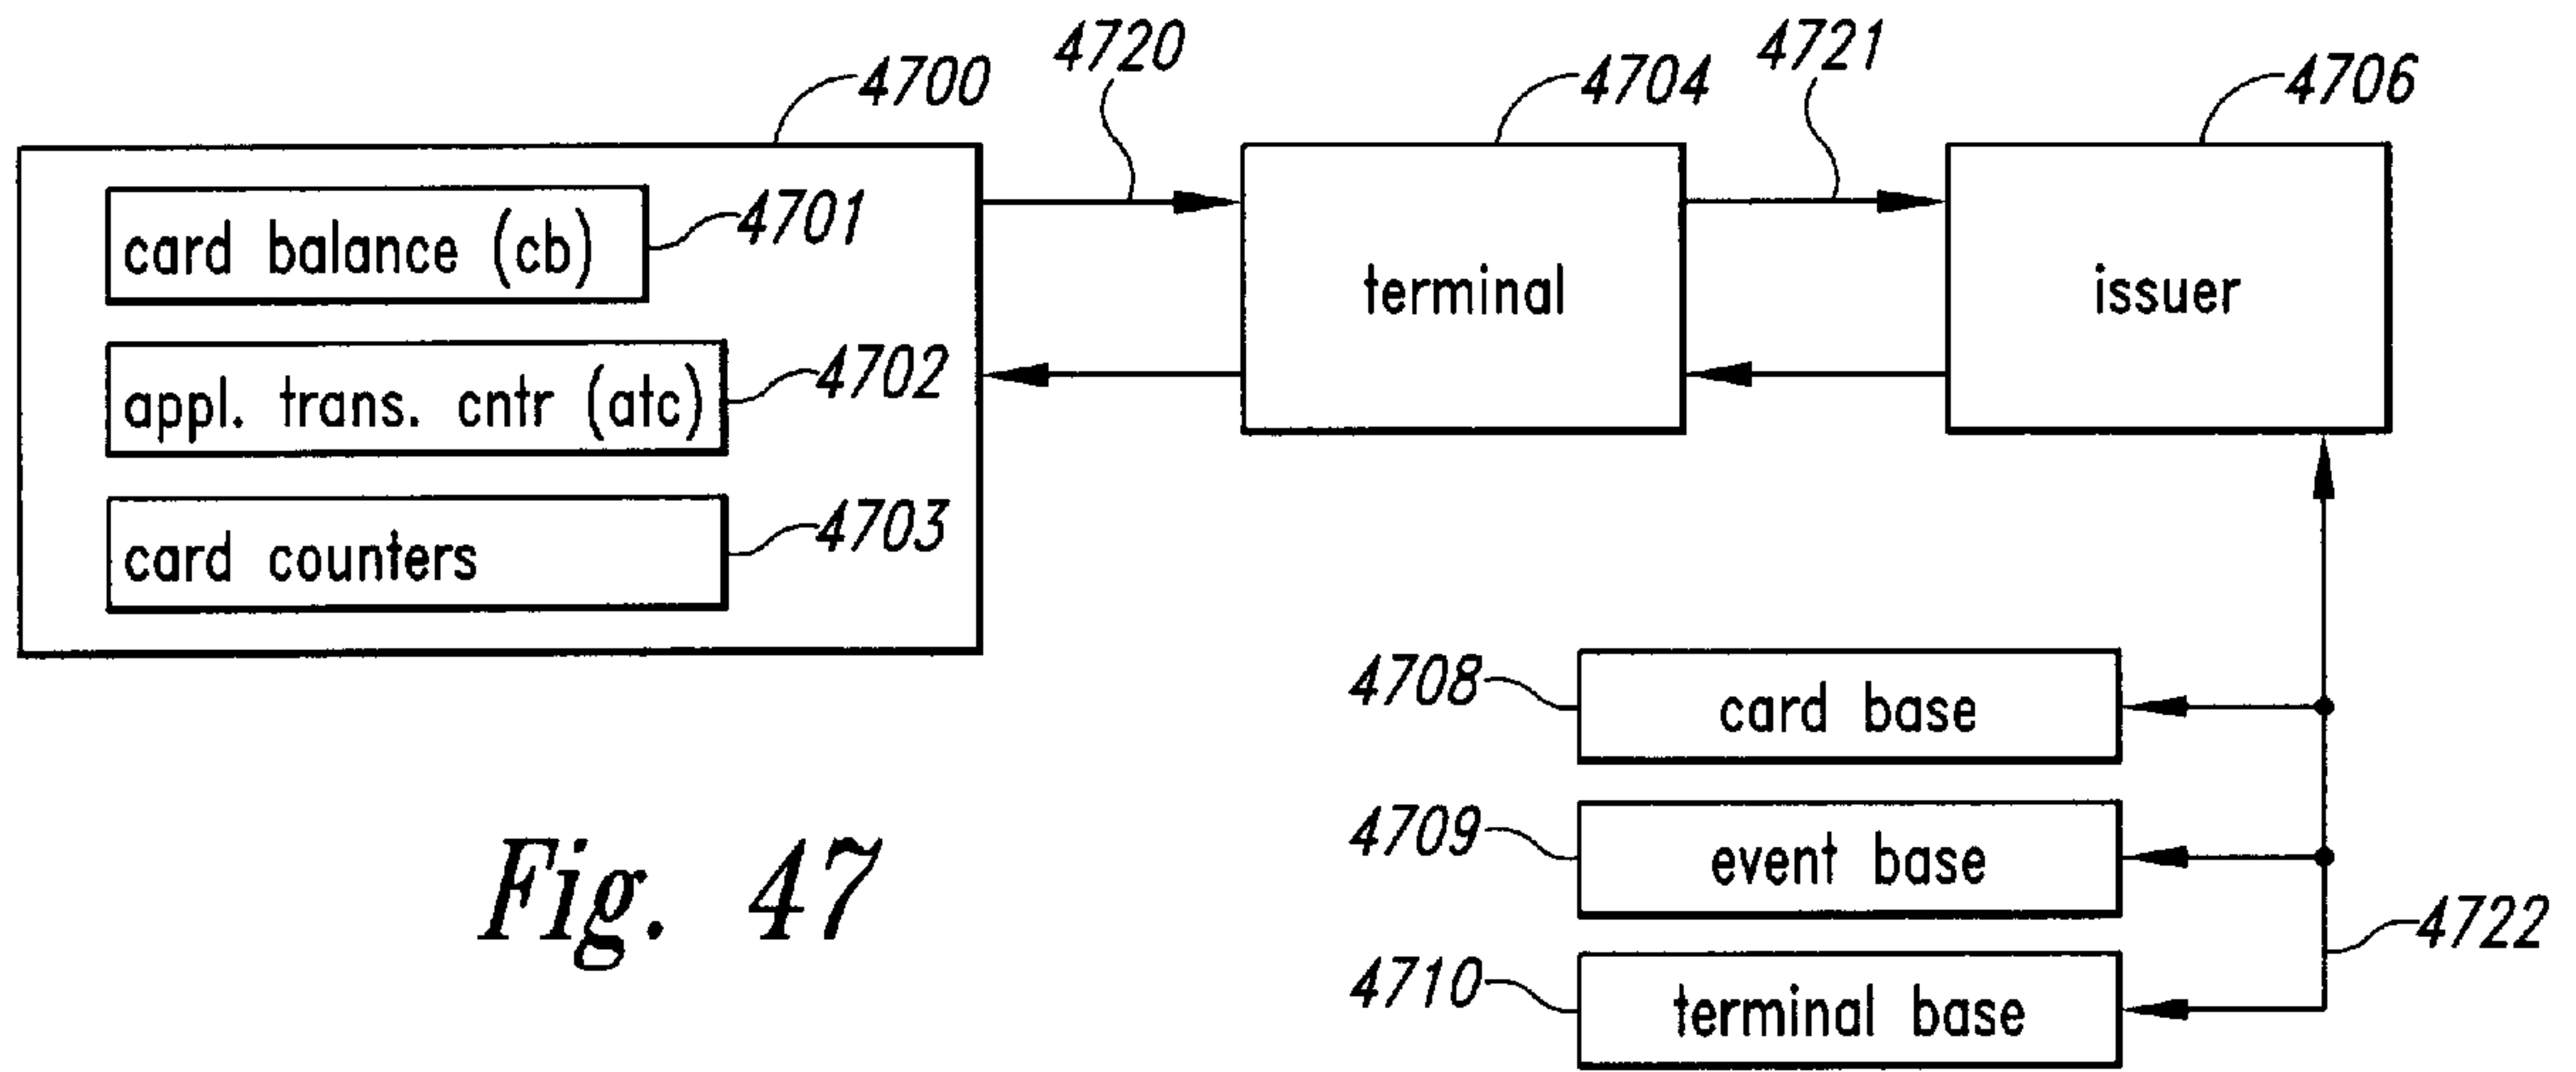 4720
4721
4700
4704
4706
card balance (cb)
4701
terminal
issuer
appl. trans. cntr (atc)
4702
card counters
4703
4708
card base
4709
event base
4722
4710
terminal base
Fig. 47